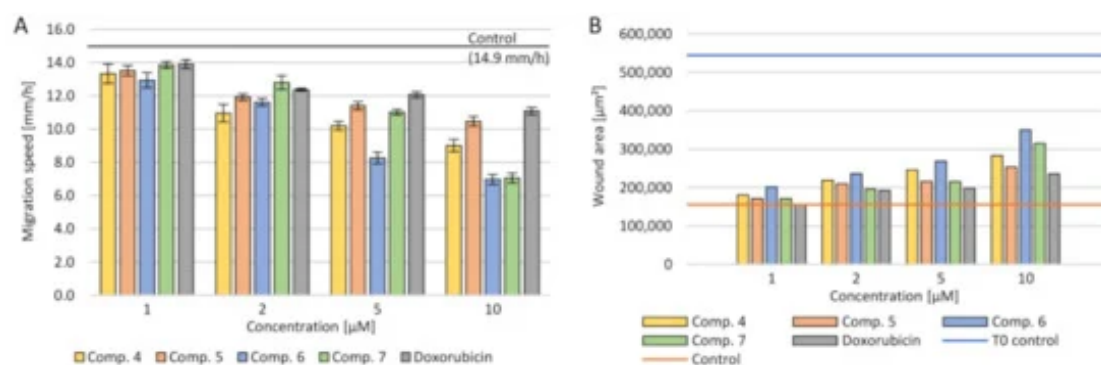 A
Migration speed [mm/h]
16.0
14.0
12.0
10.0
8.0
6.0
4.0
2.0
0.0
Control
(14.9 mm/h)
1 2 5 10
Concentration [µM]
Comp. 4 Comp. 5 Comp. 6 Comp. 7 Doxorubicin
B
Wound area [µm²]
600,000
500,000
400,000
300,000
200,000
100,000
0
1 2 5 10
Concentration [µM]
Comp. 4 Comp. 5 Comp. 6
Comp. 7 Doxorubicin T0 control
Control